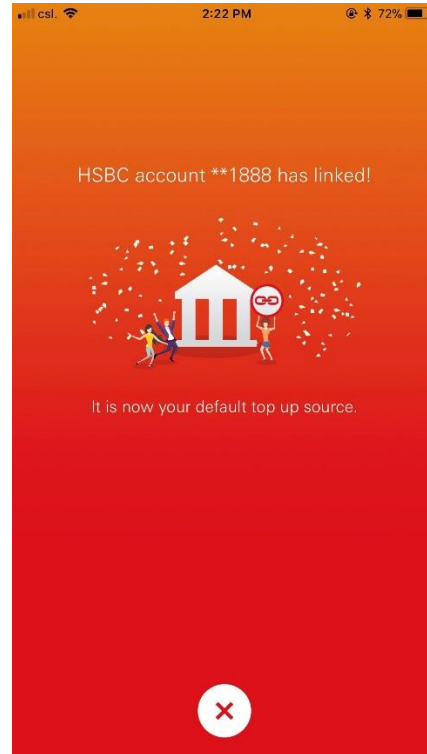 csl. 2:22 PM 72%
HSBC account **1888 has linked!
It is now your default top up source.